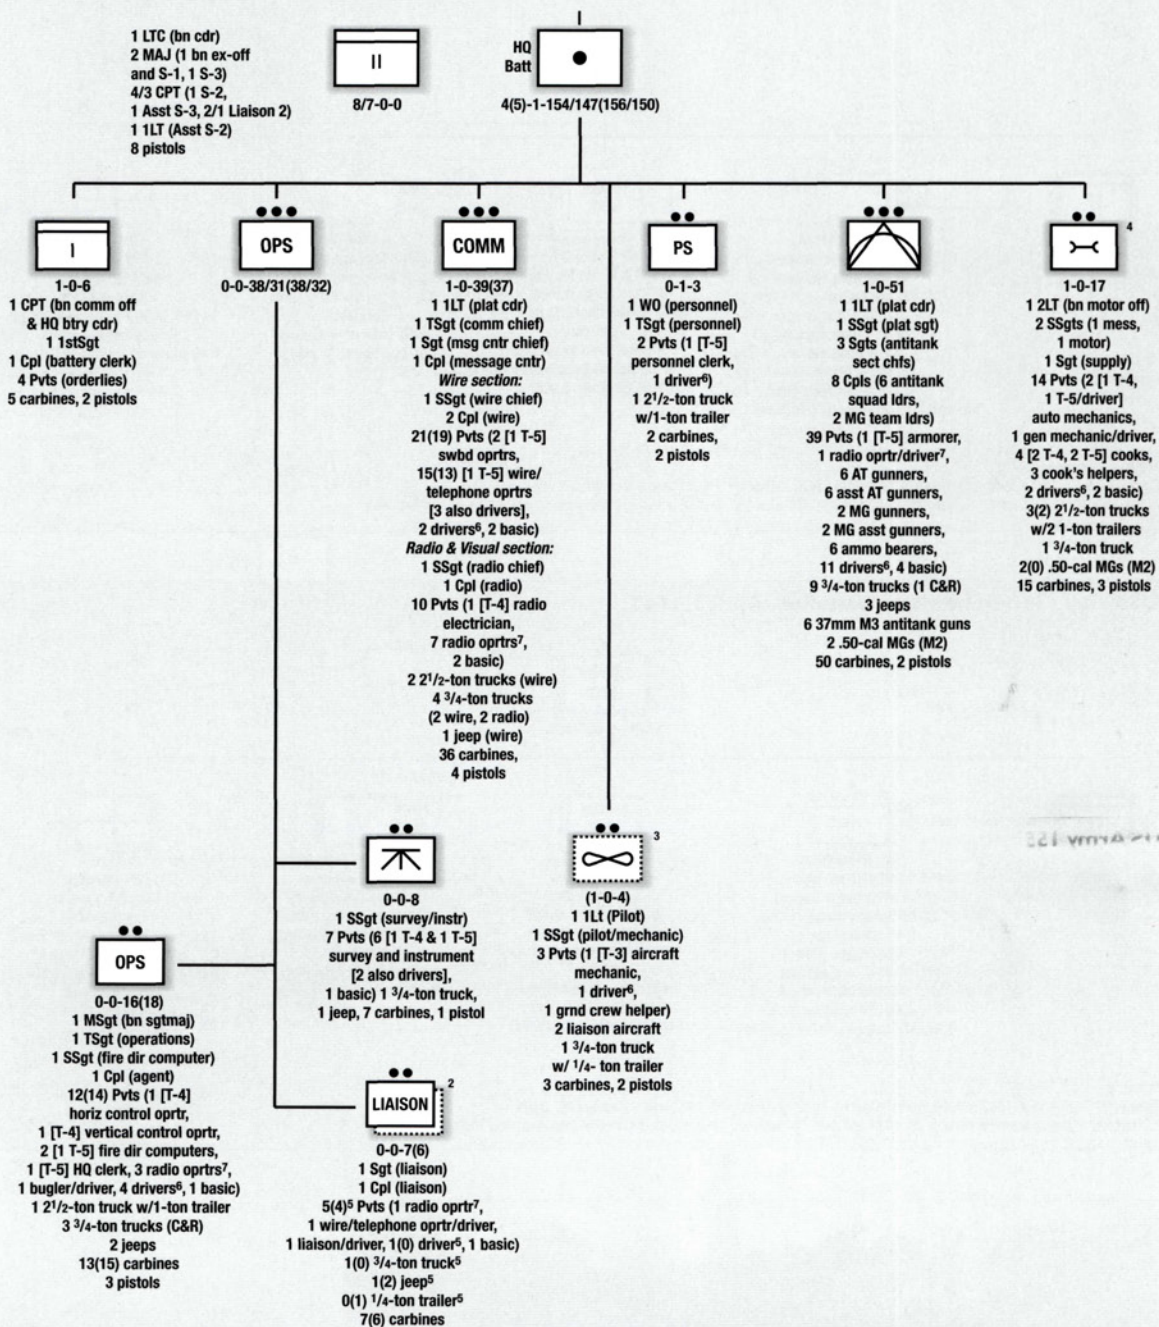 1 LTC (bn cdr)
2 MAJ (1 bn ex-off
and S-1, 1 S-3)
4/3 CPT (1 S-2,
1 Asst S-3, 2/1 Liaison 2)
1 1LT (Asst S-2)
8 pistols
II
8/7-0-0
HQ
Batt
4(5)-1-154/147(156/150)
I
1-0-6
1 CPT (bn comm off
& HQ btry cdr)
1 1stSgt
1 Cpl (battery clerk)
4 Pvts (orderlies)
5 carbines, 2 pistols
OPS
0-0-38/31(38/32)
COMM
1-0-39(37)
1 1LT (plat cdr)
1 TSgt (comm chief)
1 Sgt (msg cntr chief)
1 Cpl (message cntr)
Wire section:
1 SSgt (wire chief)
2 Cpl (wire)
21(19) Pvts (2 [1 T-5]
swbd oprtrs,
15(13) [1 T-5] wire/
telephone oprtrs
[3 also drivers],
2 drivers⁶, 2 basic)
Radio & Visual section:
1 SSgt (radio chief)
1 Cpl (radio)
10 Pvts (1 [T-4] radio
electrician,
7 radio oprtrs⁷,
2 basic)
2 2¹/2-ton trucks (wire)
4 ³/4-ton trucks
(2 wire, 2 radio)
1 jeep (wire)
36 carbines,
4 pistols
PS
0-1-3
1 WO (personnel)
1 TSgt (personnel)
2 Pvts (1 [T-5]
personnel clerk,
1 driver⁶)
1 2¹/2-ton truck
w/1-ton trailer
2 carbines,
2 pistols
1-0-51
1 1LT (plat cdr)
1 SSgt (plat sgt)
3 Sgts (antitank
sect chfs)
8 Cpls (6 antitank
squad ldrs,
2 MG team ldrs)
39 Pvts (1 [T-5] armorer,
1 radio oprtr/driver⁷,
6 AT gunners,
6 asst AT gunners,
2 MG gunners,
2 MG asst gunners,
6 ammo bearers,
11 drivers⁶, 4 basic)
9 ³/4-ton trucks (1 C&R)
3 jeeps
6 37mm M3 antitank guns
2 .50-cal MGs (M2)
50 carbines, 2 pistols
4
1-0-17
1 2LT (bn motor off)
2 SSgts (1 mess,
1 motor)
1 Sgt (supply)
14 Pvts (2 [1 T-4,
1 T-5/driver]
auto mechanics,
1 gen mechanic/driver,
4 [2 T-4, 2 T-5] cooks,
3 cook's helpers,
2 drivers⁶, 2 basic)
3(2) 2¹/2-ton trucks
w/2 1-ton trailers
1 ³/4-ton truck
2(0) .50-cal MGs (M2)
15 carbines, 3 pistols
0-0-8
1 SSgt (survey/instr)
7 Pvts (6 [1 T-4 & 1 T-5]
survey and instrument
[2 also drivers],
1 basic) 1 ³/4-ton truck,
1 jeep, 7 carbines, 1 pistol
3
(1-0-4)
1 1Lt (Pilot)
1 SSgt (pilot/mechanic)
3 Pvts (1 [T-3] aircraft
mechanic,
1 driver⁶,
1 grnd crew helper)
2 liaison aircraft
1 ³/4-ton truck
w/ ¹/4- ton trailer
3 carbines, 2 pistols
OPS
0-0-16(18)
1 MSgt (bn sgtmaj)
1 TSgt (operations)
1 SSgt (fire dir computer)
1 Cpl (agent)
12(14) Pvts (1 [T-4]
horiz control oprtr,
1 [T-4] vertical control oprtr,
2 [1 T-5] fire dir computers,
1 [T-5] HQ clerk, 3 radio oprtrs⁷,
1 bugler/driver, 4 drivers⁶, 1 basic)
1 2¹/2-ton truck w/1-ton trailer
3 ³/4-ton trucks (C&R)
2 jeeps
13(15) carbines
3 pistols
LIAISON
2
0-0-7(6)
1 Sgt (liaison)
1 Cpl (liaison)
5(4)⁵ Pvts (1 radio oprtr⁷,
1 wire/telephone oprtr/driver,
1 liaison/driver, 1(0) driver⁵, 1 basic)
1(0) ³/4-ton truck⁵
1(2) jeep⁵
0(1) ¹/4-ton trailer⁵
7(6) carbines